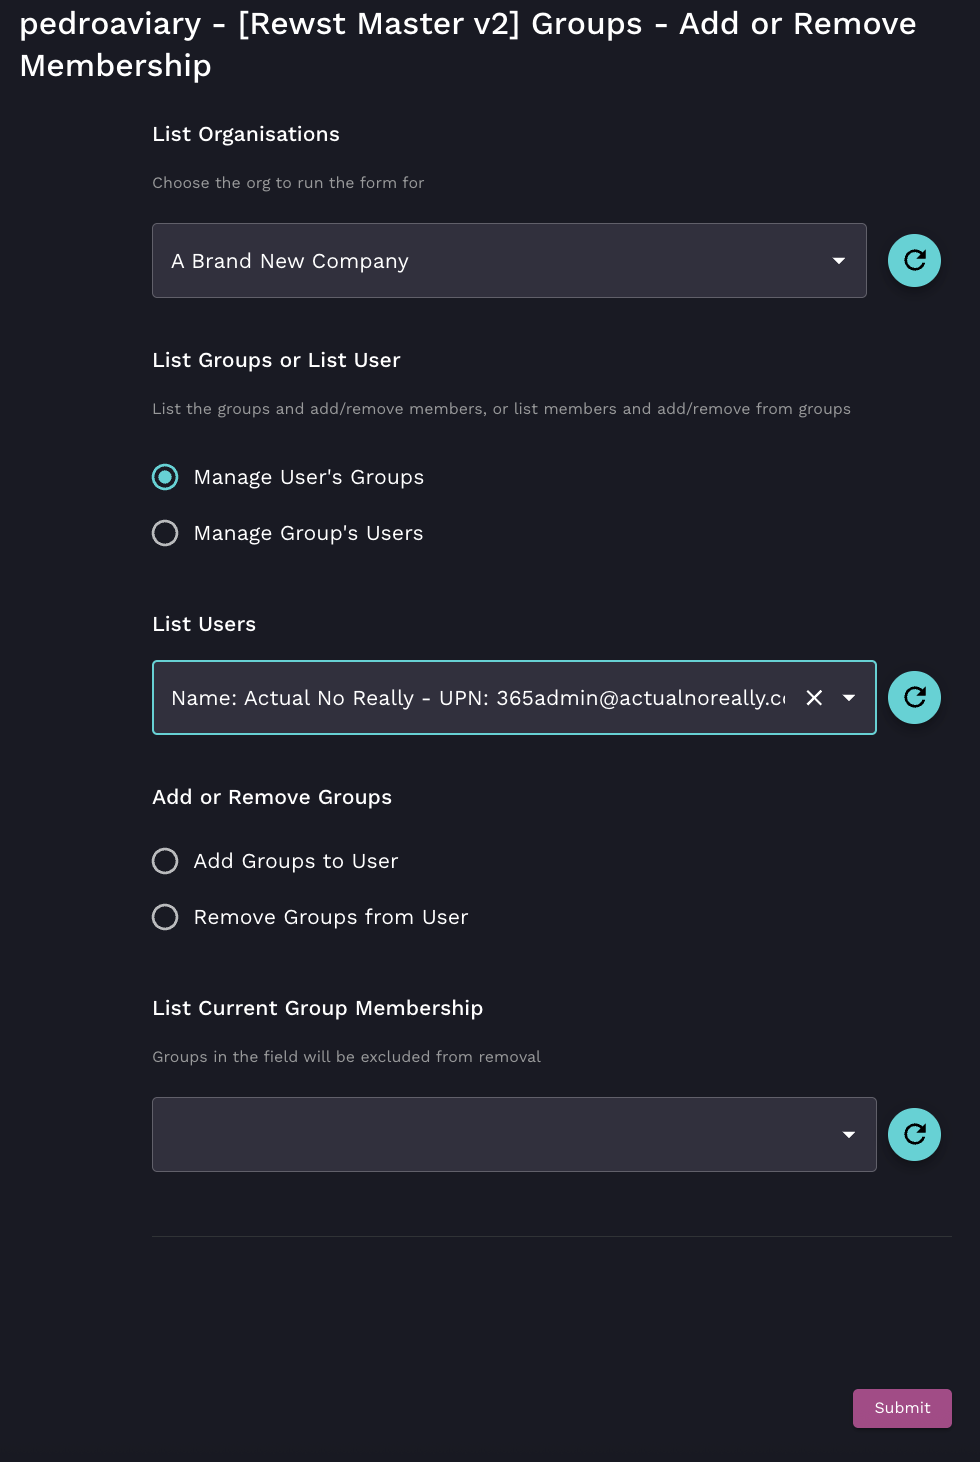 pedroaviary - [Rewst Master v2] Groups - Add or Remove
Membership
List Organisations
Choose the org to run the form for
A Brand New Company
List Groups or List User
List the groups and add/remove members, or list members and add/remove from groups
Manage User's Groups
Manage Group's Users
List Users
Name: Actual No Really - UPN: 365admin@actualnoreally.c
Add or Remove Groups
Add Groups to User
Remove Groups from User
List Current Group Membership
Groups in the field will be excluded from removal
Submit